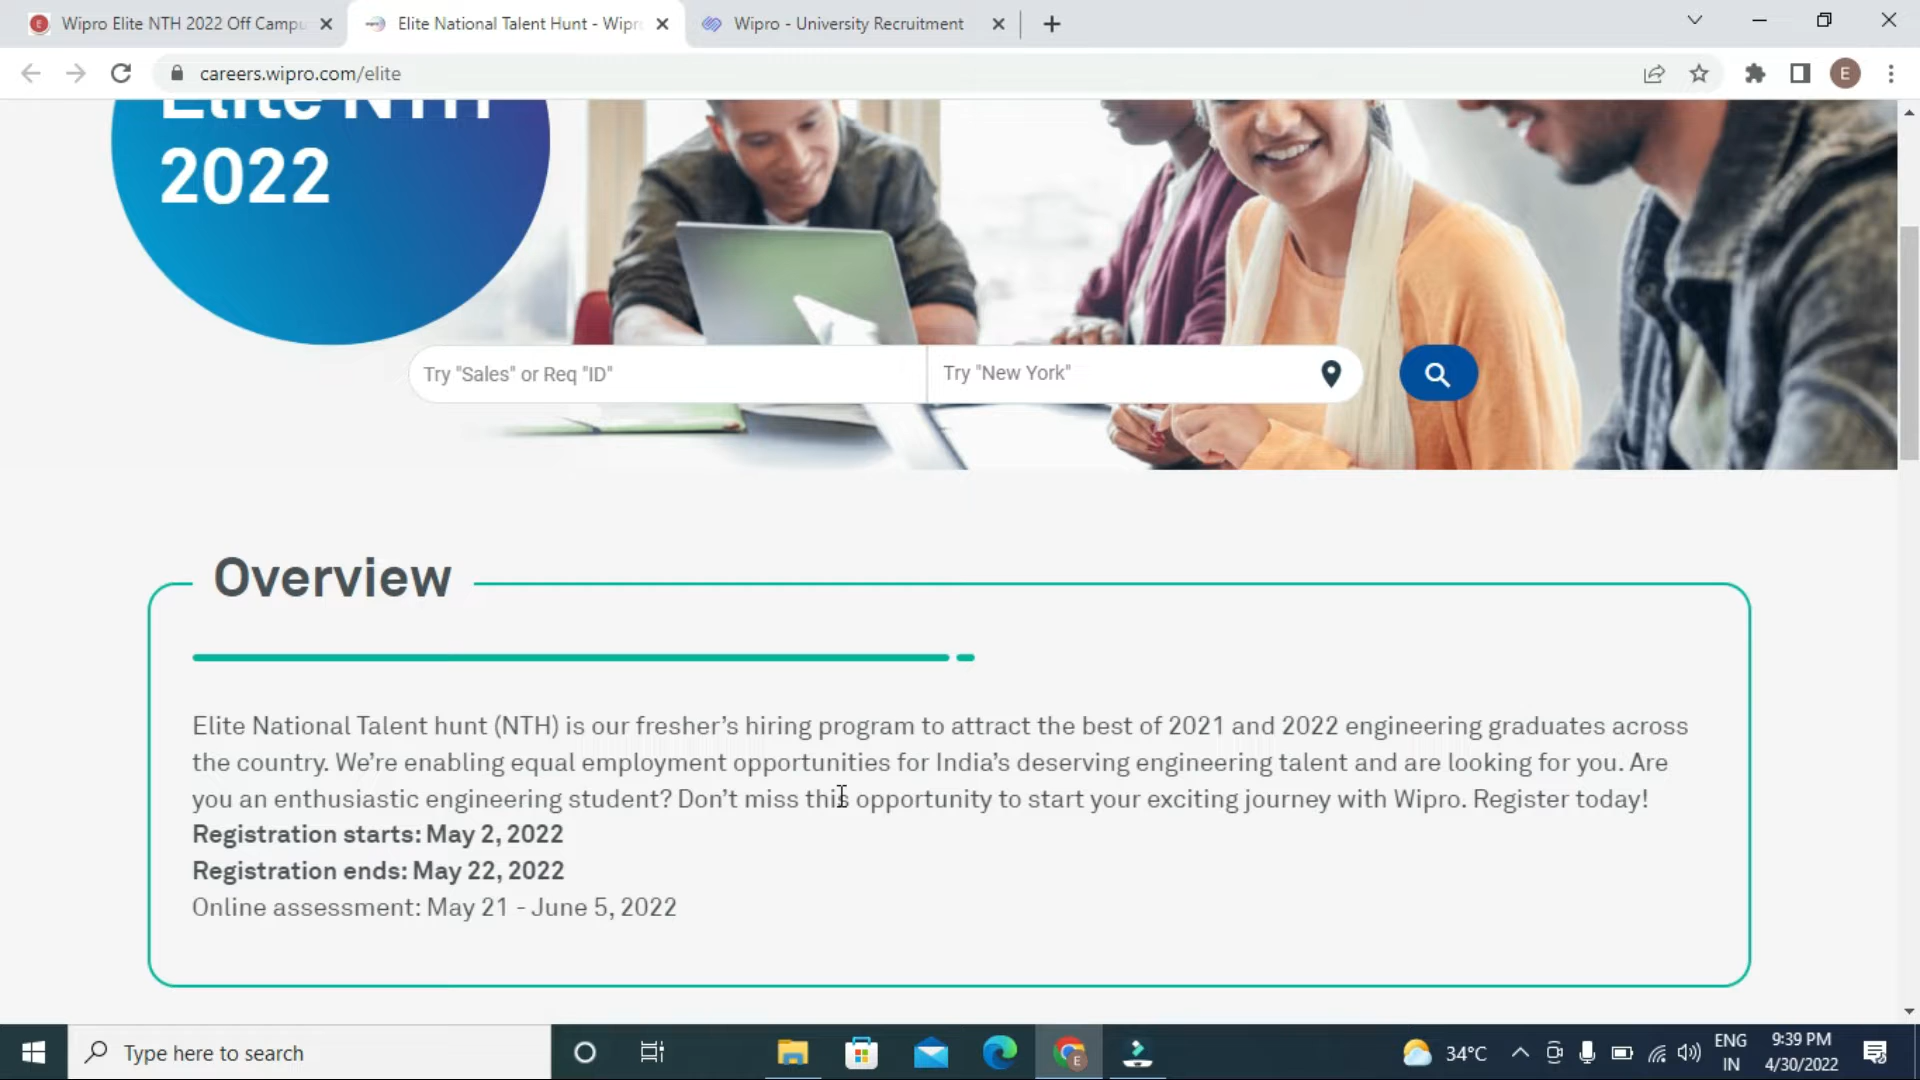 Wipro Elite NTH 2022 Off Campu
Elite National Talent Hunt - Wipr
Wipro - University Recruitment
careers.wipro.com/elite
E
Elite NTH
2022
Try "Sales" or Req "ID"
Try "New York"
Overview
Elite National Talent hunt (NTH) is our fresher’s hiring program to attract the best of 2021 and 2022 engineering graduates across
the country. We’re enabling equal employment opportunities for India’s deserving engineering talent and are looking for you. Are
you an enthusiastic engineering student? Don’t miss this opportunity to start your exciting journey with Wipro. Register today!
Registration starts: May 2, 2022
Registration ends: May 22, 2022
Online assessment: May 21 - June 5, 2022
Type here to search
E
34°C
ENG
IN
9:39 PM
4/30/2022